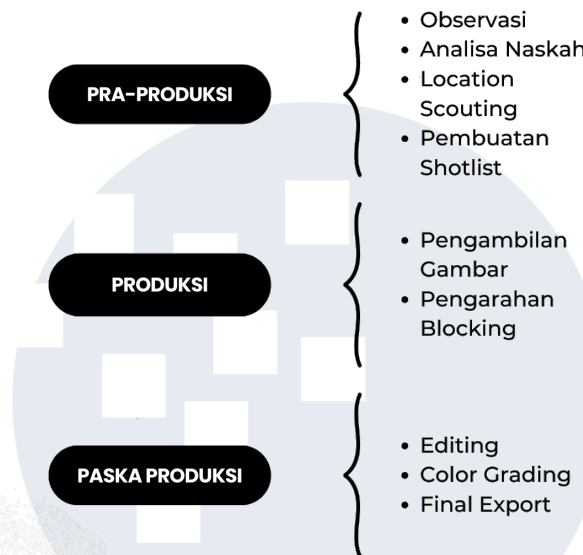 PRA-PRODUKSI
• Observasi
• Analisa Naskah
• Location
Scouting
• Pembuatan
Shotlist
PRODUKSI
• Pengambilan
Gambar
• Pengarahan
Blocking
PASKA PRODUKSI
• Editing
• Color Grading
• Final Export